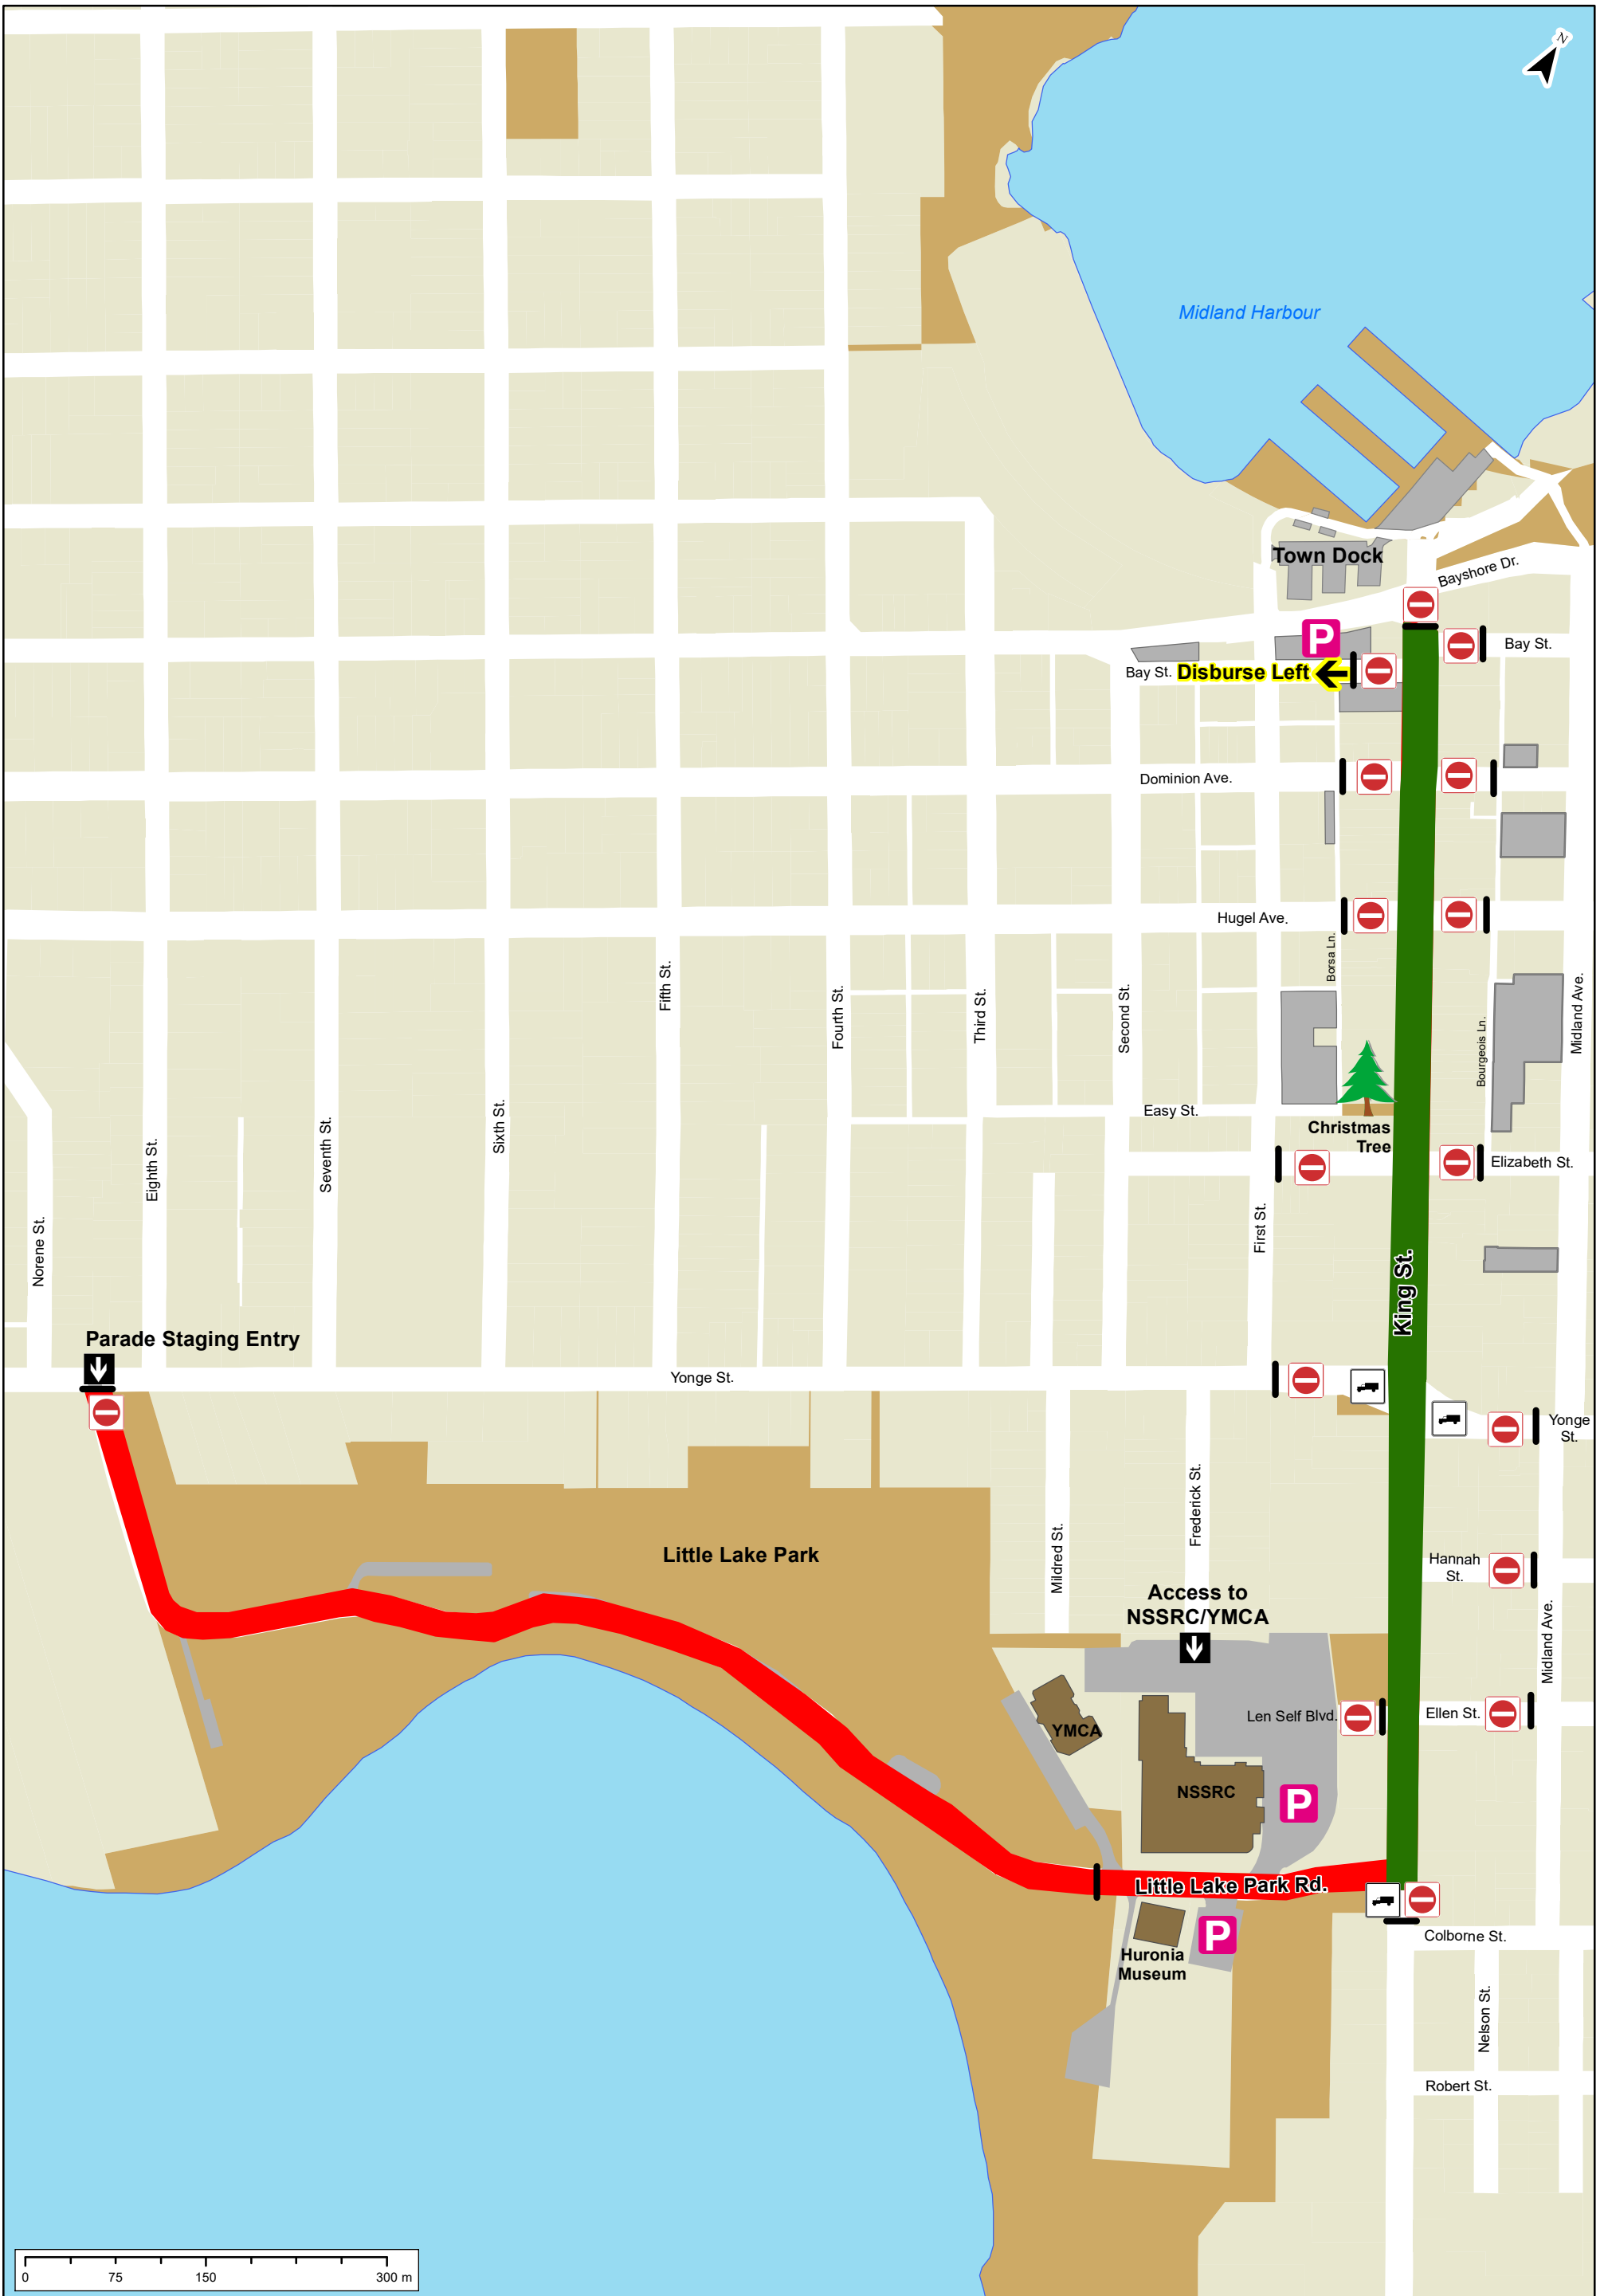 N
Midland Harbour
Town Dock
Bayshore Dr.
P
Bay St.
Bay St.
Disburse Left
Dominion Ave.
Hugel Ave.
Borsa Ln.
Fifth St.
Fourth St.
Third St.
Second St.
Midland Ave.
Bourgeois Ln.
Easy St.
Christmas
Tree
Sixth St.
Seventh St.
Eighth St.
Elizabeth St.
Norene St.
First St.
King St.
Parade Staging Entry
Yonge St.
Yonge
St.
Little Lake Park
Mildred St.
Frederick St.
Hannah
St.
Access to
NSSRC/YMCA
Midland Ave.
Len Self Blvd.
Ellen St.
YMCA
NSSRC
P
Little Lake Park Rd.
P
Huronia
Museum
Colborne St.
Nelson St.
Robert St.
0 75 150 300 m